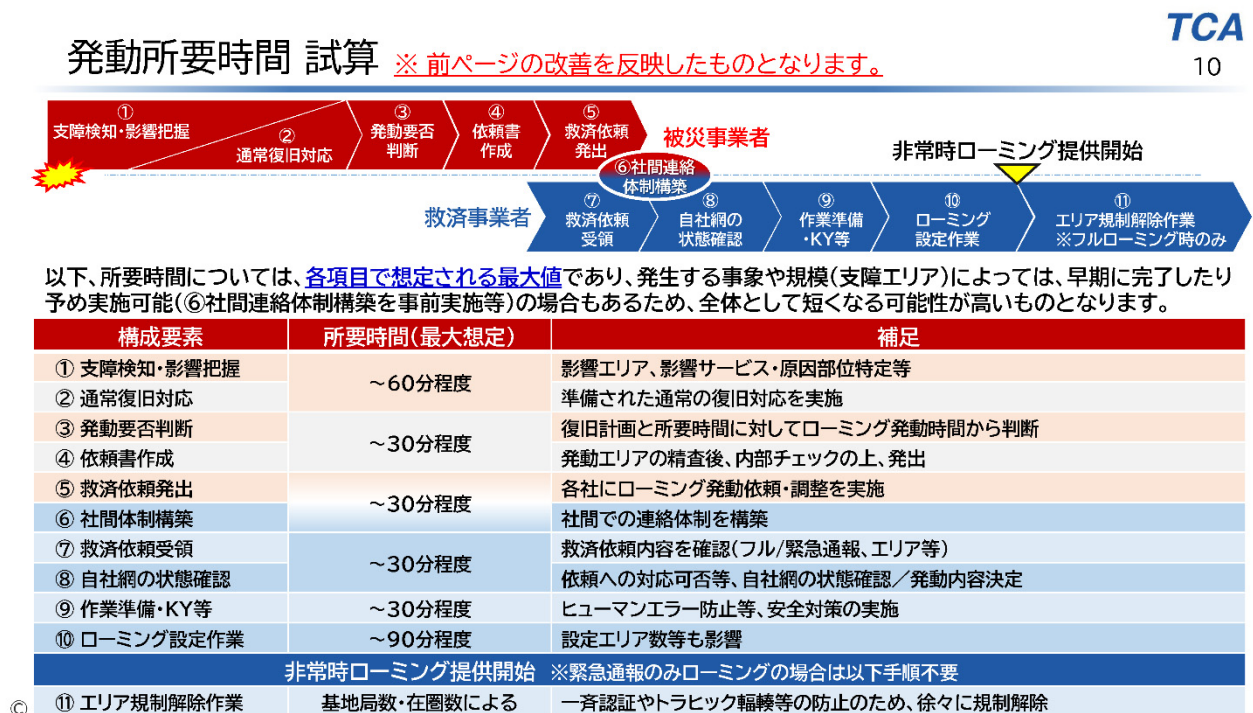 TCA
発動所要時間 試算 ※ 前ページの改善を反映したものとなります。
10
①
支障検知・影響把握
②
通常復旧対応
③
発動要否
判断
④
依頼書
作成
⑤
救済依頼
発出
被災事業者
⑥社間連絡
体制構築
非常時ローミング提供開始
救済事業者
⑦
救済依頼
受領
⑧
自社網の
状態確認
⑨
作業準備
・KY等
⑩
ローミング
設定作業
⑪
エリア規制解除作業
※フルローミング時のみ
以下、所要時間については、各項目で想定される最大値であり、発生する事象や規模(支障エリア)によっては、早期に完了したり
予め実施可能(⑥社間連絡体制構築を事前実施等)の場合もあるため、全体として短くなる可能性が高いものとなります。
構成要素 所要時間(最大想定) 補足
① 支障検知・影響把握 ~60分程度 影響エリア、影響サービス・原因部位特定等
② 通常復旧対応 準備された通常の復旧対応を実施
③ 発動要否判断 ~30分程度 復旧計画と所要時間に対してローミング発動時間から判断
④ 依頼書作成 発動エリアの精査後、内部チェックの上、発出
⑤ 救済依頼発出 ~30分程度 各社にローミング発動依頼・調整を実施
⑥ 社間体制構築 社間での連絡体制を構築
⑦ 救済依頼受領 ~30分程度 救済依頼内容を確認(フル/緊急通報、エリア等)
⑧ 自社網の状態確認 依頼への対応可否等、自社網の状態確認/発動内容決定
⑨ 作業準備・KY等 ~30分程度 ヒューマンエラー防止等、安全対策の実施
⑩ ローミング設定作業 ~90分程度 設定エリア数等も影響
非常時ローミング提供開始 ※緊急通報のみローミングの場合は以下手順不要
⑪ エリア規制解除作業 基地局数・在圏数による 一斉認証やトラヒック輻輳等の防止のため、徐々に規制解除
©